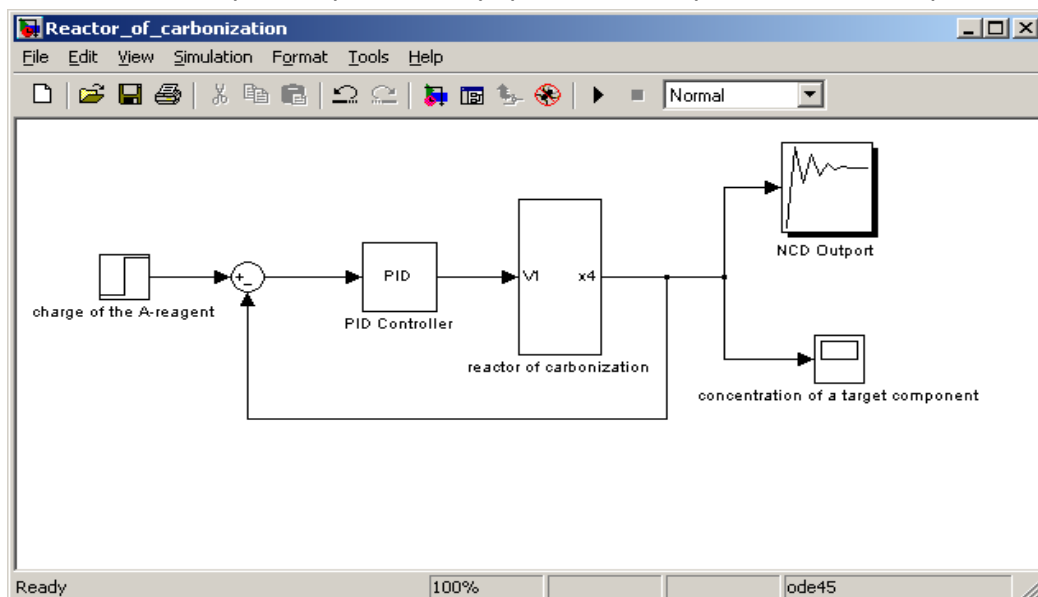 Reactor_of_carbonization
File Edit View Simulation Format Tools Help
Normal
NCD Outport
charge of the A-reagent
+
-
PID
PID Controller
V1 x4
reactor of carbonization
concentration of a target component
Ready 100% ode45